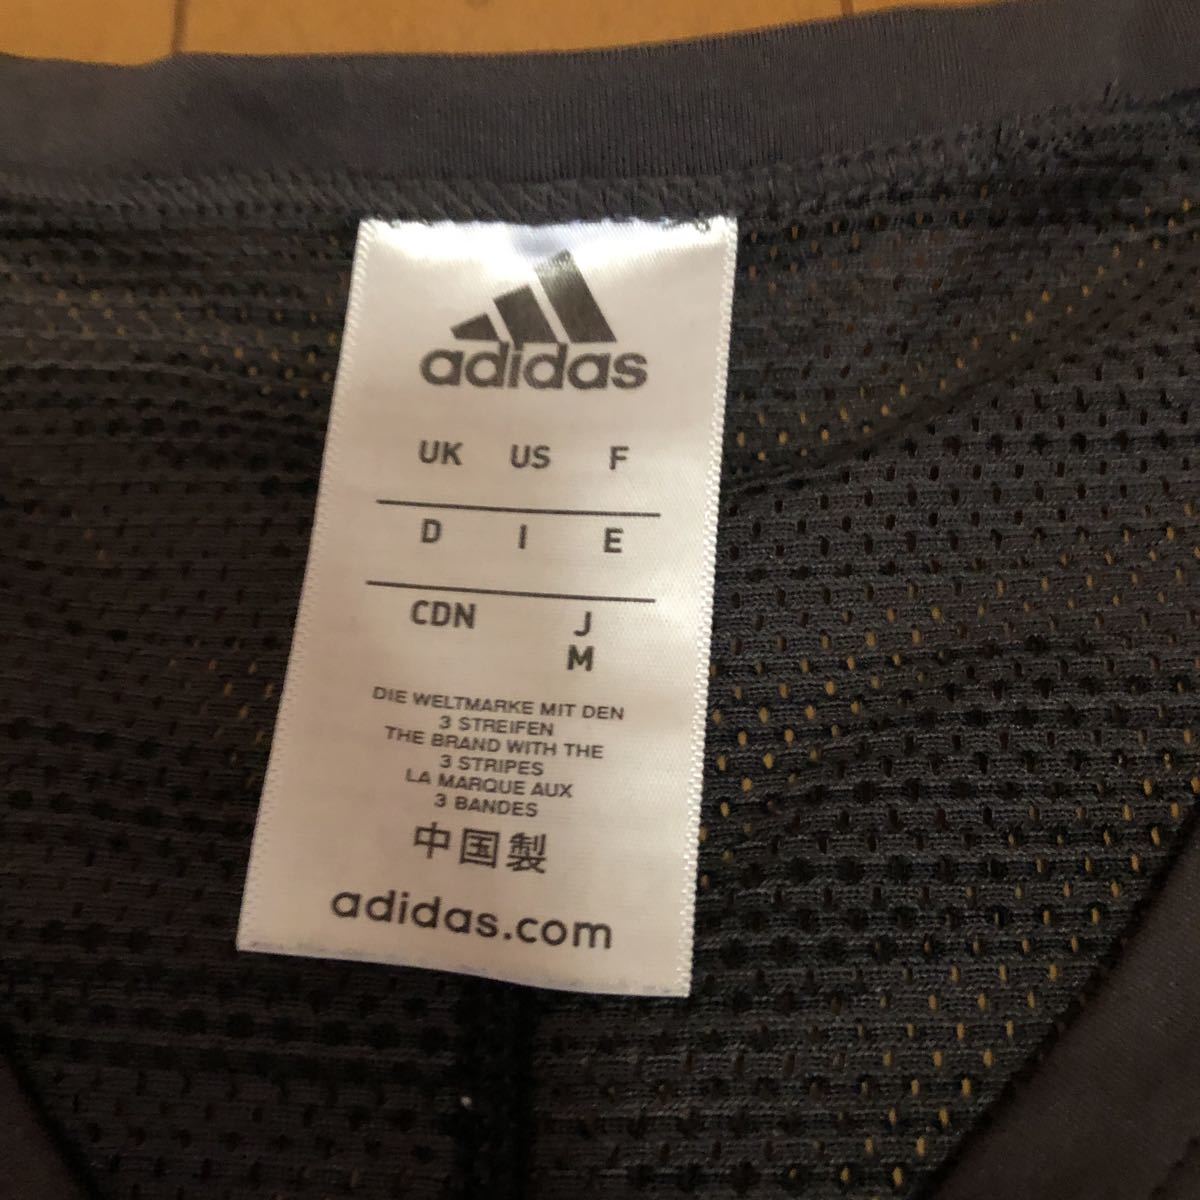 adidas
UK US F
D I E
CDN J
M
DIE WELTMARKE MIT DEN
3 STREIFEN
THE BRAND WITH THE
3 STRIPES
LA MARQUE AUX
3 BANDES
中国製
adidas.com